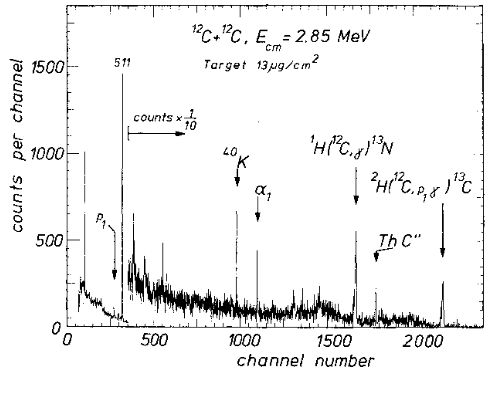 ¹²C+¹²C, E_cm = 2.85 MeV
Target 13µg/cm²
511
counts × 1/10
⁴⁰K
α₁
¹H(¹²C,γ)¹³N
²H(¹²C,p₁γ)¹³C
p₁
Th C"
counts per channel
1500
1000
500
0
0
500
1000
1500
2000
channel number